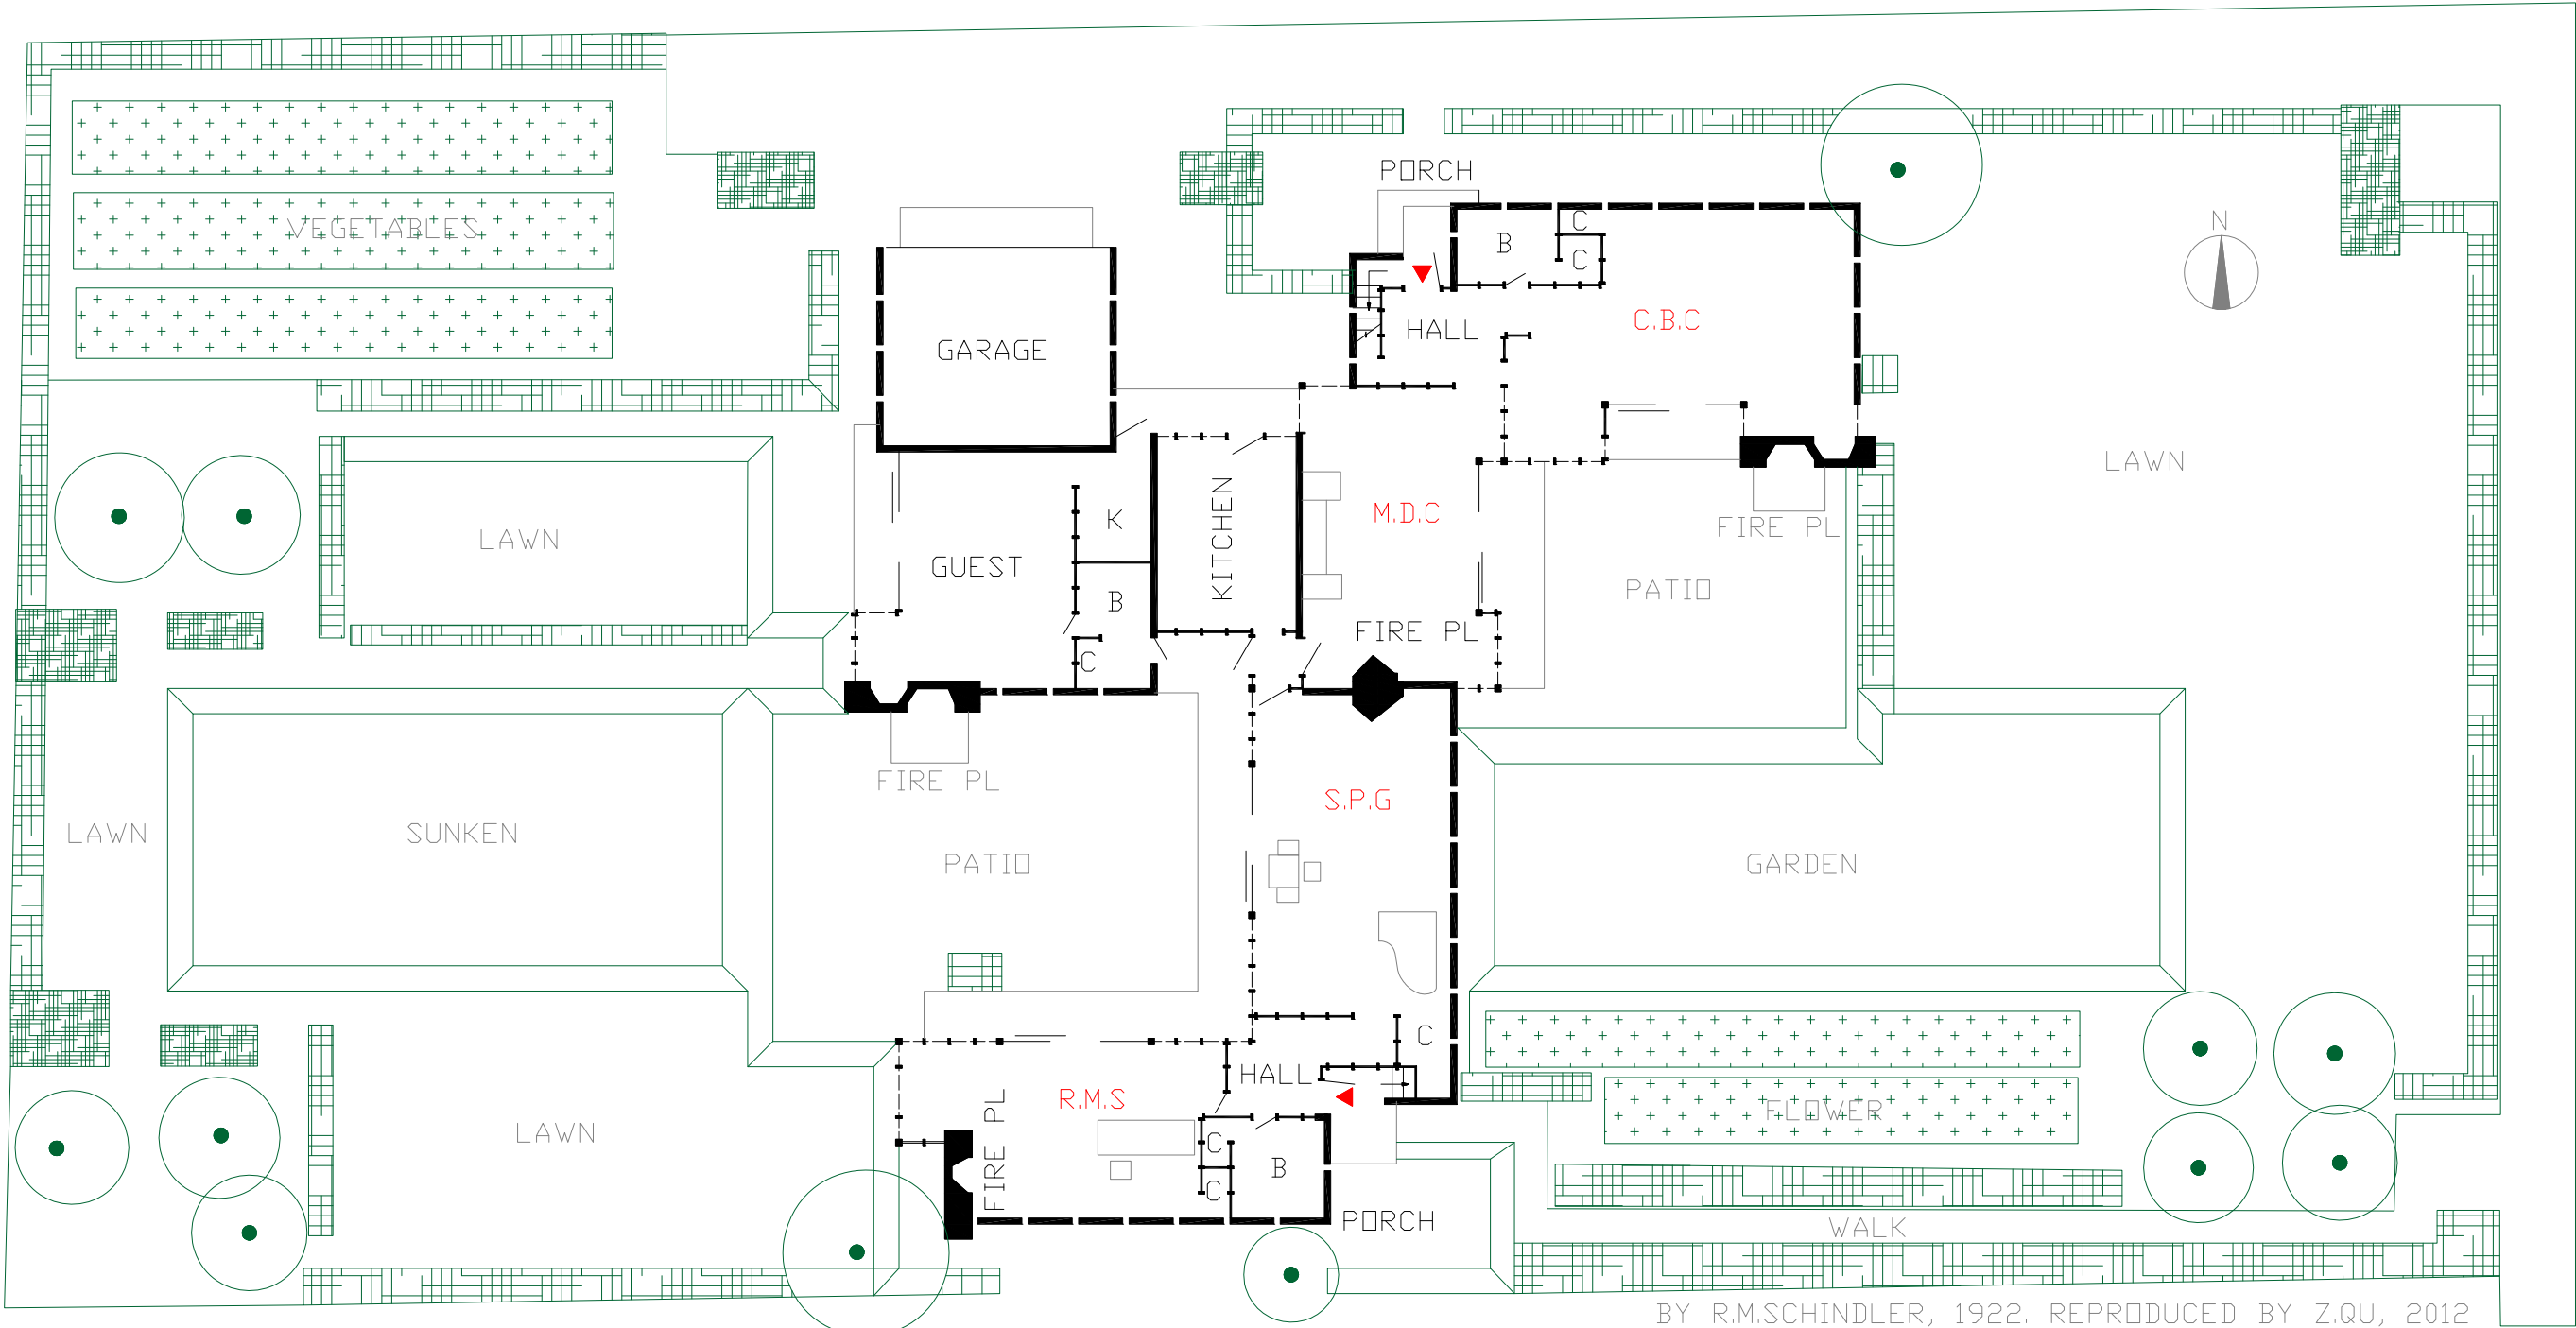 PORCH
N
VEGETABLES
B
C
C
C.B.C
HALL
GARAGE
LAWN
K
KITCHEN
M.D.C
FIRE PL
LAWN
GUEST
PATIO
B
FIRE PL
C
FIRE PL
S.P.G
LAWN
SUNKEN
PATIO
GARDEN
C
HALL
R.M.S
FIRE PL
FLOWER
LAWN
C
B
C
PORCH
WALK
BY R.M.SCHINDLER, 1922. REPRODUCED BY Z.QU, 2012